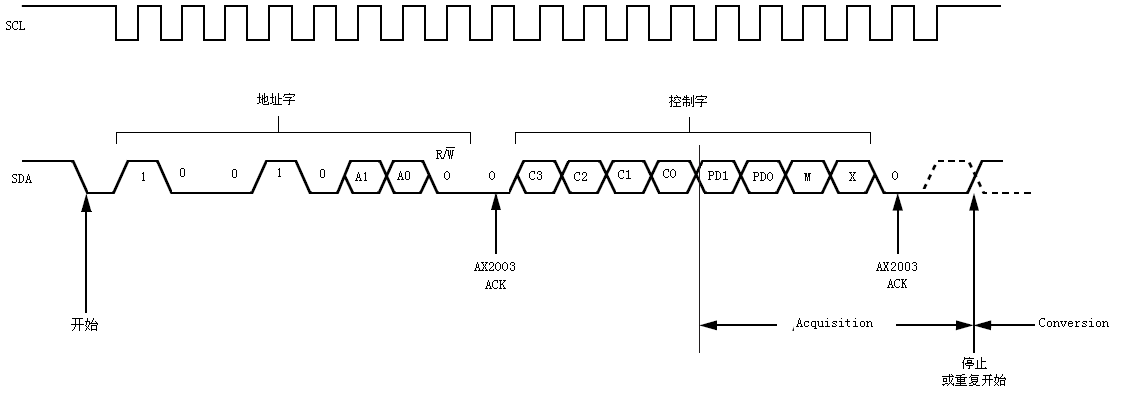 SCL
地址字
控制字
R/W
SDA
1 0 0 1 0 A1 A0 0 0 C3 C2 C1 C0 PD1 PD0 M X 0
AX2003
ACK
AX2003
ACK
开始
Acquisition
Conversion
停止
或重复开始